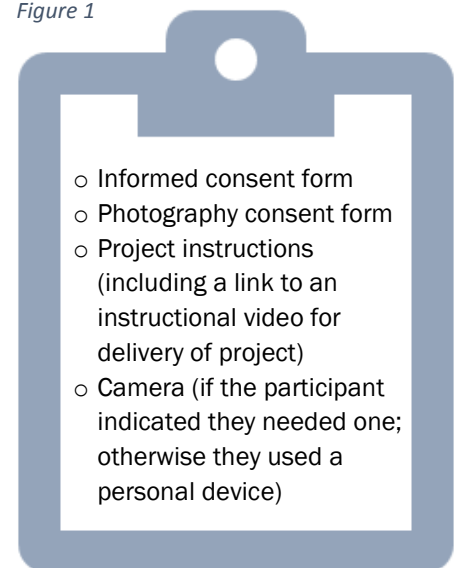 Figure 1
○ Informed consent form
○ Photography consent form
○ Project instructions
(including a link to an
instructional video for
delivery of project)
○ Camera (if the participant
indicated they needed one;
otherwise they used a
personal device)